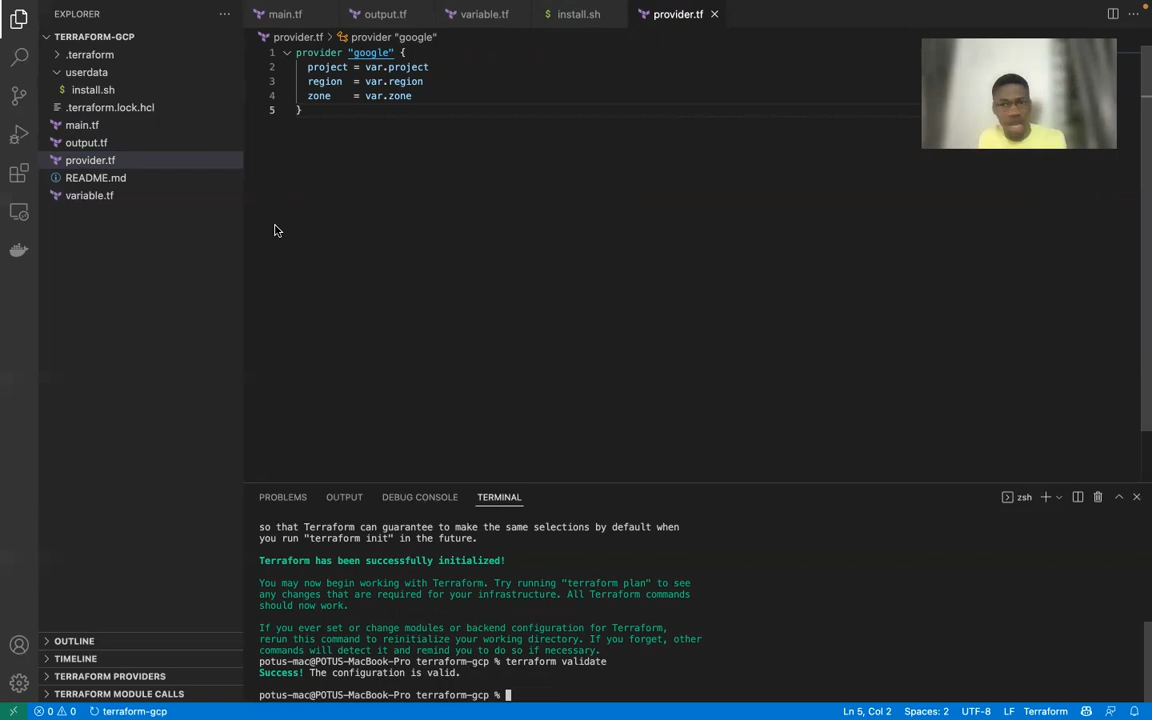 EXPLORER
TERRAFORM-GCP
.terraform
userdata
install.sh
.terraform.lock.hcl
main.tf
output.tf
provider.tf
README.md
variable.tf
OUTLINE
TIMELINE
TERRAFORM PROVIDERS
TERRAFORM MODULE CALLS
main.tf output.tf variable.tf install.sh provider.tf
provider.tf > provider "google"
1 provider "google" {
2 project = var.project
3 region = var.region
4 zone = var.zone
5 }
PROBLEMS OUTPUT DEBUG CONSOLE TERMINAL zsh
so that Terraform can guarantee to make the same selections by default when
you run "terraform init" in the future.
Terraform has been successfully initialized!
You may now begin working with Terraform. Try running "terraform plan" to see
any changes that are required for your infrastructure. All Terraform commands
should now work.
If you ever set or change modules or backend configuration for Terraform,
rerun this command to reinitialize your working directory. If you forget, other
commands will detect it and remind you to do so if necessary.
potus-mac@POTUS-MacBook-Pro terraform-gcp % terraform validate
Success! The configuration is valid.
potus-mac@POTUS-MacBook-Pro terraform-gcp %
0 0 terraform-gcp Ln 5, Col 2 Spaces: 2 UTF-8 LF Terraform